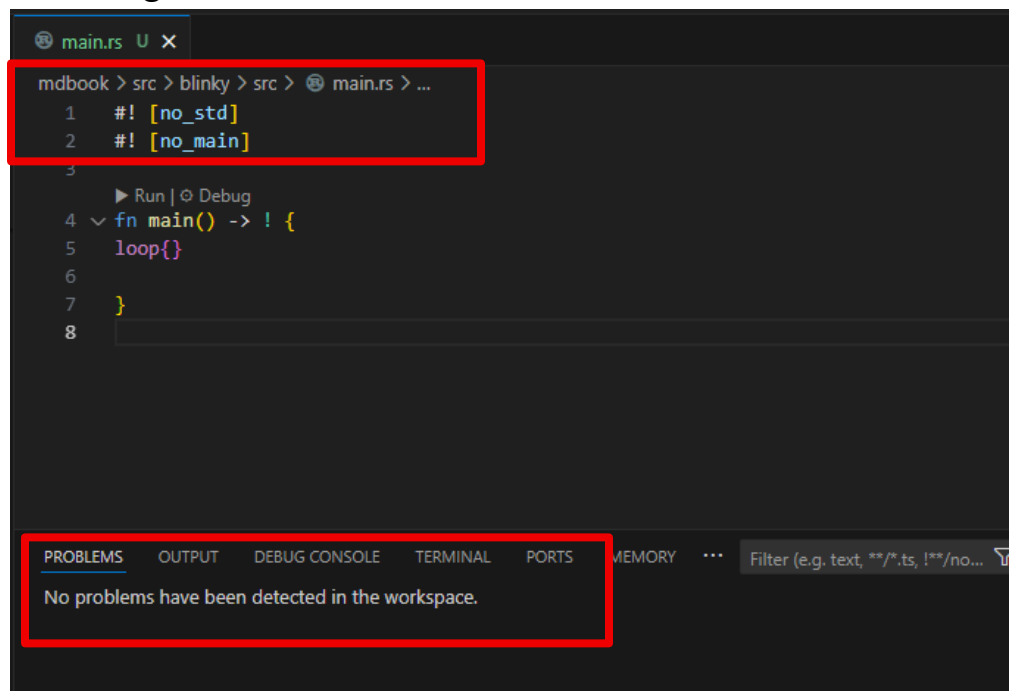 main.rs U
mdbook > src > blinky > src > main.rs > ...
1 #! [no_std]
2 #! [no_main]
3
Run | Debug
4 fn main() -> ! {
5 loop{}
6
7 }
8
PROBLEMS OUTPUT DEBUG CONSOLE TERMINAL PORTS MEMORY ··· Filter (e.g. text, **/*.ts, !**/no...
No problems have been detected in the workspace.